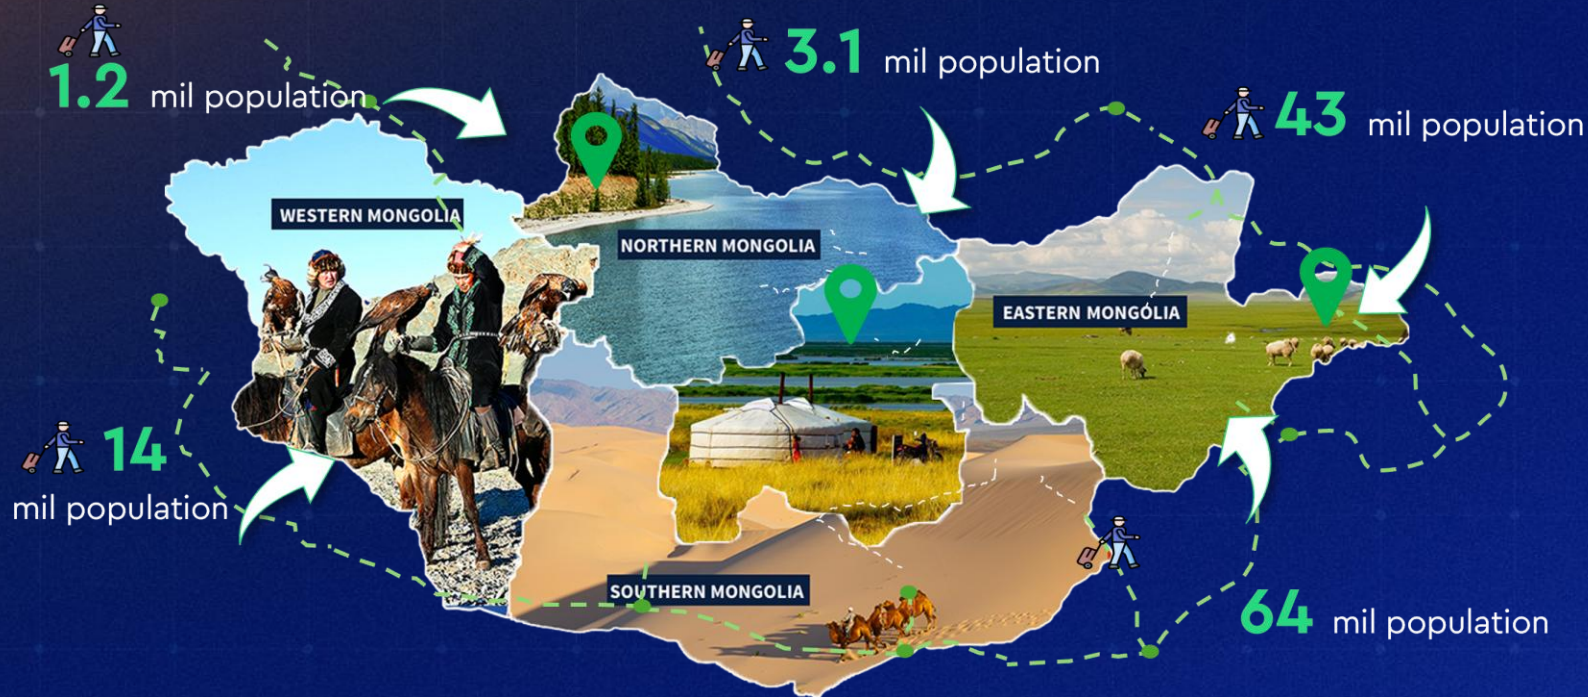 1.2 mil population
3.1 mil population
43 mil population
WESTERN MONGOLIA
NORTHERN MONGOLIA
EASTERN MONGOLIA
14
mil population
SOUTHERN MONGOLIA
64 mil population